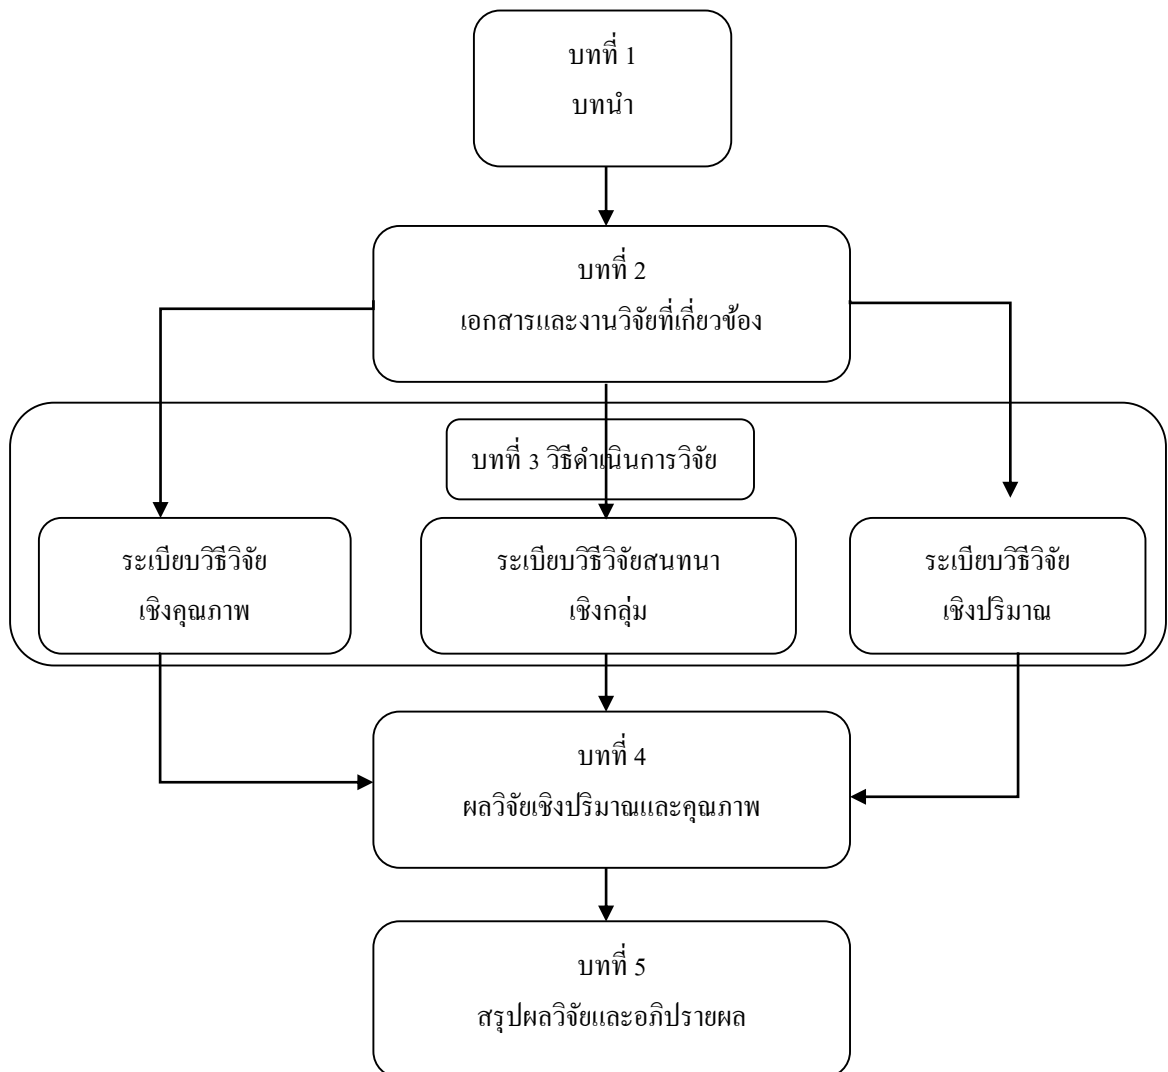 บทที่ 1
บทนำ
บทที่ 2
เอกสารและงานวิจัยที่เกี่ยวข้อง
บทที่ 3 วิธีดำเนินการวิจัย
ระเบียบวิธีวิจัย
เชิงคุณภาพ
ระเบียบวิธีวิจัยสนทนา
เชิงกลุ่ม
ระเบียบวิธีวิจัย
เชิงปริมาณ
บทที่ 4
ผลวิจัยเชิงปริมาณและคุณภาพ
บทที่ 5
สรุปผลวิจัยและอภิปรายผล